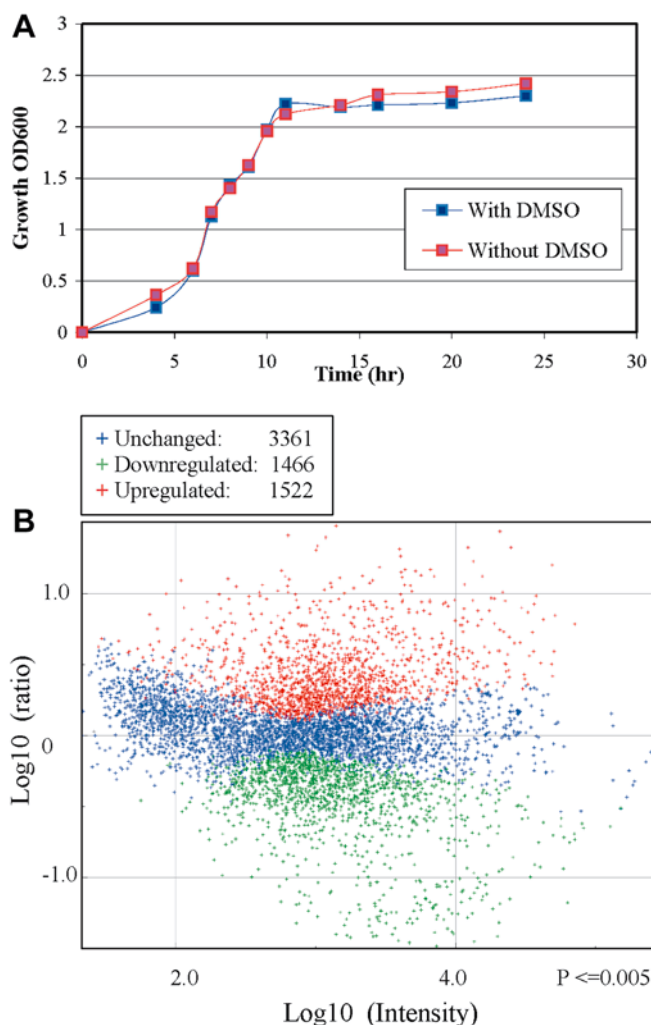 A
3
2.5
2
1.5
1
0.5
0
Growth OD600
With DMSO
Without DMSO
0 5 10 15 20 25 30
Time (hr)
+ Unchanged: 3361
+ Downregulated: 1466
+ Upregulated: 1522
B
1.0
0
-1.0
Log10 (ratio)
2.0 4.0 P <=0.005
Log10 (Intensity)